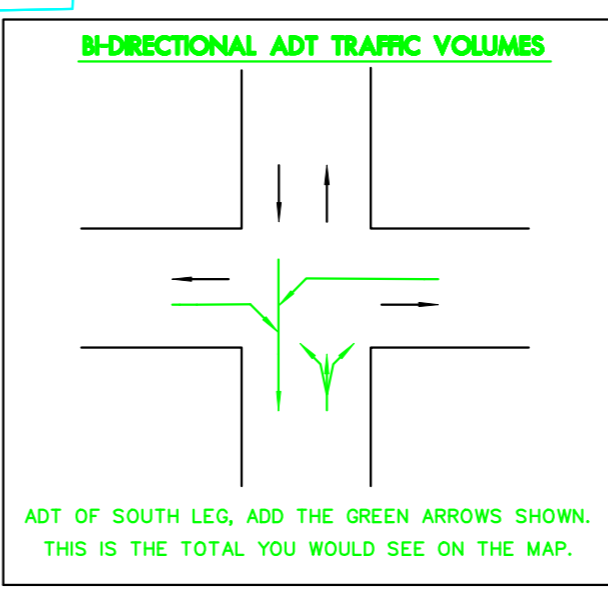 BI-DIRECTIONAL ADT TRAFFIC VOLUMES
ADT OF SOUTH LEG, ADD THE GREEN ARROWS SHOWN.
THIS IS THE TOTAL YOU WOULD SEE ON THE MAP.